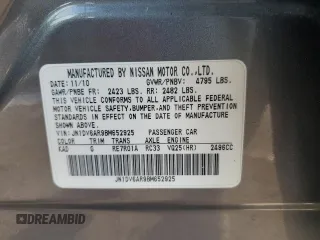 MANUFACTURED BY NISSAN MOTOR CO.,LTD.
DATE: 11/10 GVWR/PNBV: 4795 LBS.
GAWR/PNBE FR: 2423 LBS. RR: 2482 LBS.
THIS VEHICLE CONFORMS TO ALL APPLICABLE
FEDERAL MOTOR VEHICLE SAFETY, BUMPER, AND THEFT PREVENTION
STANDARDS IN EFFECT ON THE DATE OF MANUFACTURE
SHOWN ABOVE.
VIN: JN1DV6AR9BM652925 PASSENGER CAR
COLOR TRIM TRANS AXLE ENGINE
KAD G RE7R01A RC33 VQ25(HR) 2496CC
JN1DV6AR9BM652925
DREAMBID